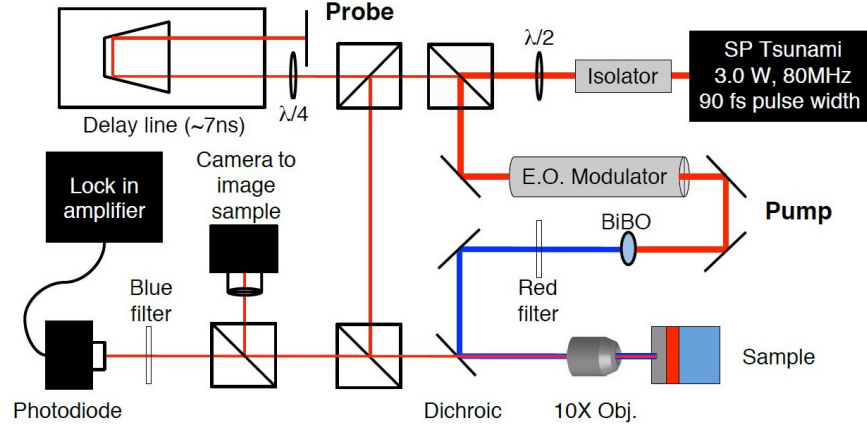 Probe
λ/2
Isolator
SP Tsunami
3.0 W, 80MHz
90 fs pulse width
λ/4
Delay line (~7ns)
Lock in
amplifier
Camera to
image
sample
E.O. Modulator
Pump
BiBO
Blue
filter
Red
filter
Sample
Photodiode
Dichroic
10X Obj.